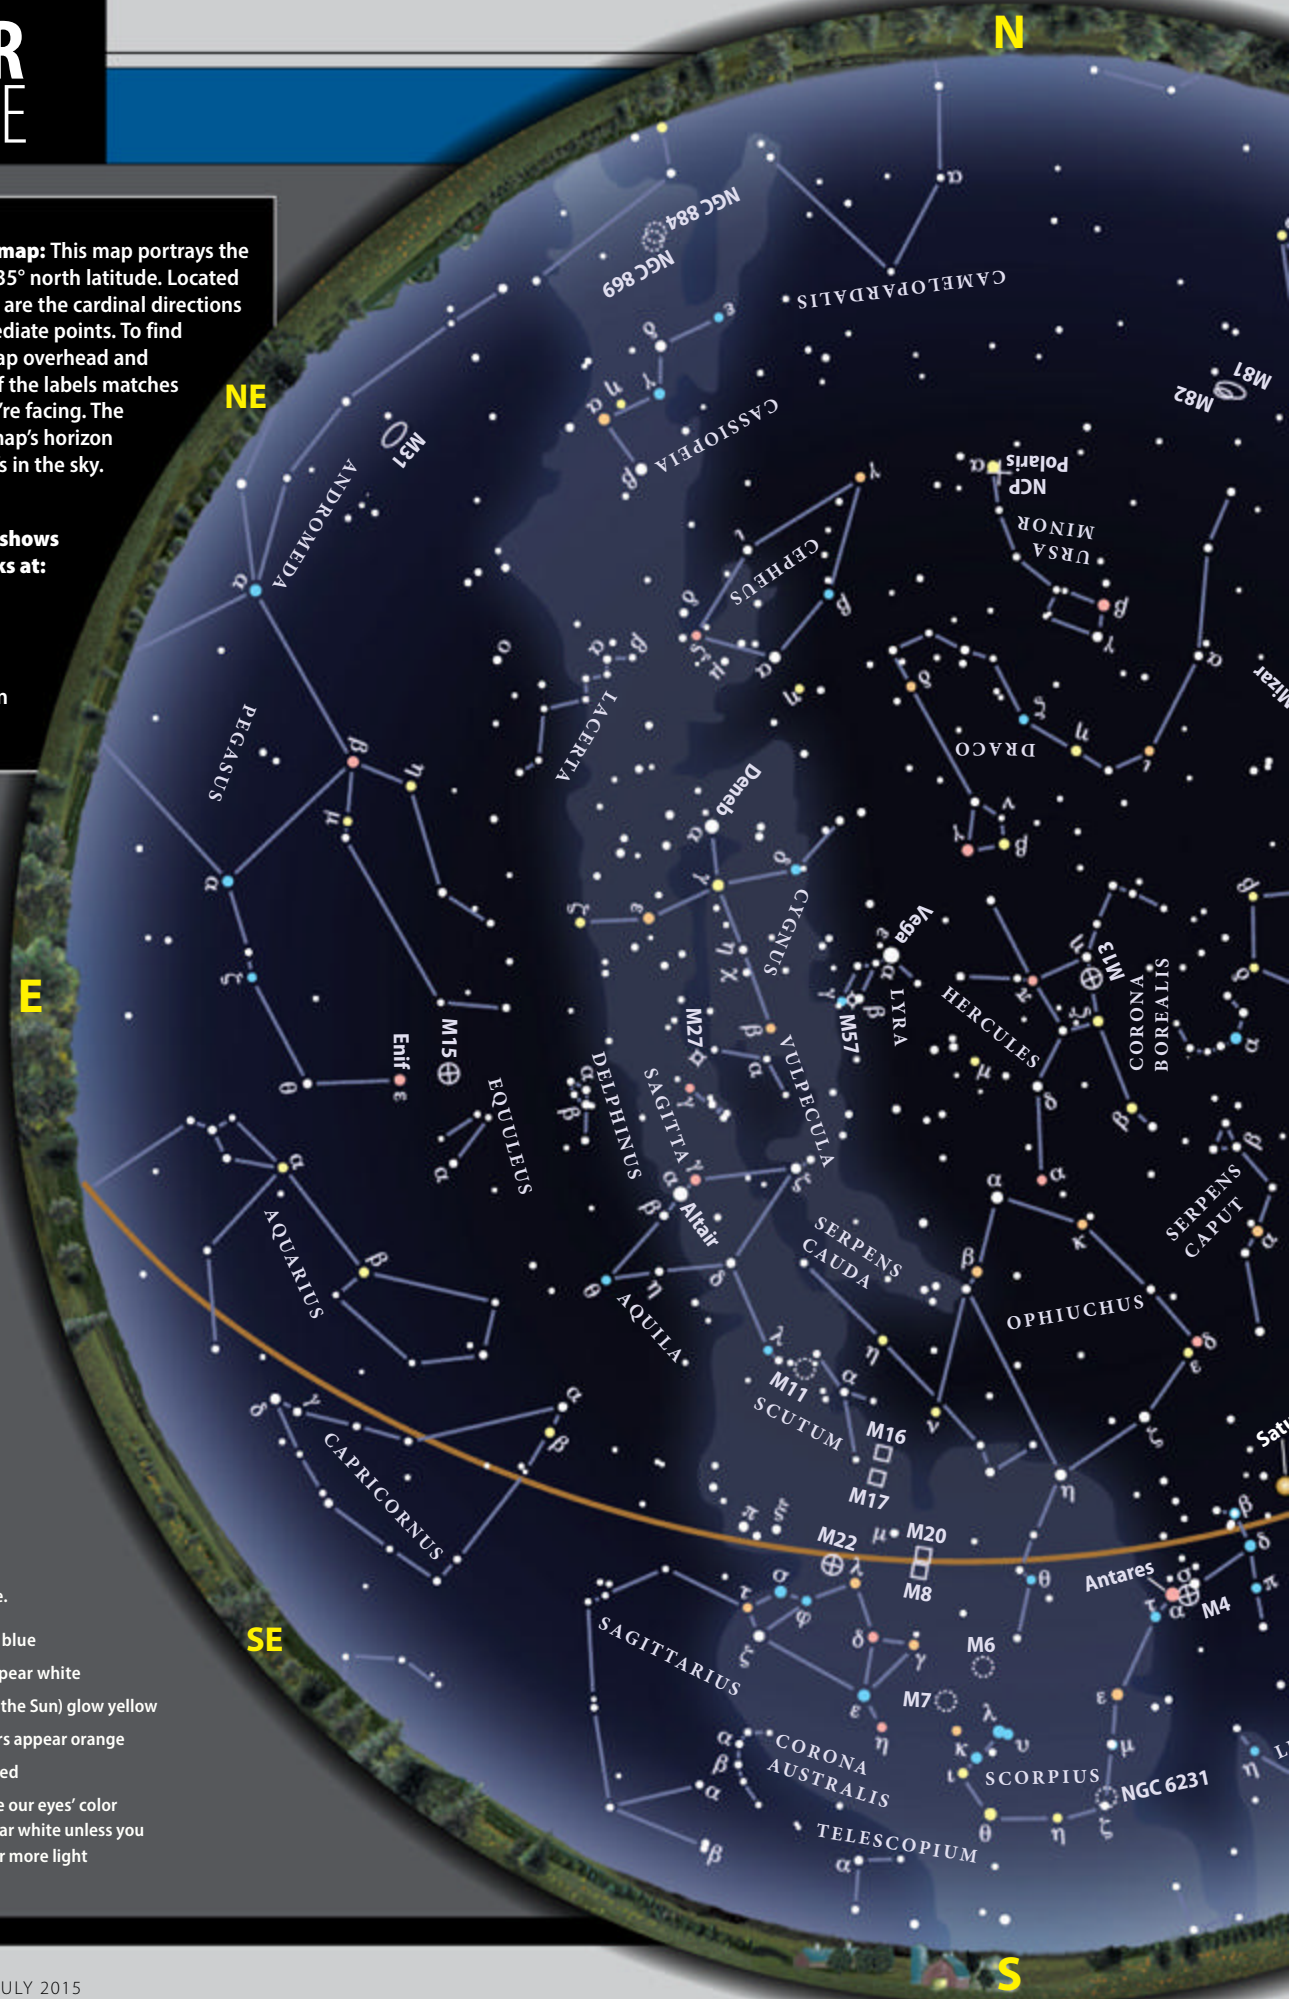 R
E
map: This map portrays the
35° north latitude. Located
are the cardinal directions
ediate points. To find
ap overhead and
f the labels matches
're facing. The
map's horizon
s in the sky.
shows
ks at:
n
N
NE
E
SE
S
NGC 884
NGC 869
CAMELOPARDALIS
α
M81
M82
δ
ε
η
γ
α
β
CASSIOPEIA
M31
ANDROMEDA
α
γ
ι
CEPHEUS
β
δ
ζ
μ
α
α
Polaris
NCP
URSA
MINOR
β
γ
Mizar
α
δ
ζ
η
ι
DRACO
ν
γ
β
ο
α
β
LACERTA
η
PEGASUS
β
η
μ
α
ζ
θ
Enif
ε
M15
Deneb
α
γ
δ
ζ
ε
CYGNUS
η
χ
β
Vega
ε
α
LYRA
γ
β
M57
M27
VULPECULA
α
SAGITTA
γ
DELPHINUS
α
β
EQUULEUS
α
HERCULES
π
μ
M13
ζ
μ
δ
β
α
CORONA
BOREALIS
β
δ
α
SERPENS
CAPUT
β
α
AQUARIUS
α
β
Altair
α
γ
β
ζ
δ
θ
η
AQUILA
λ
M11
SCUTUM
α
SERPENS
CAUDA
η
ν
OPHIUCHUS
α
β
κ
δ
ε
ζ
η
θ
M16
M17
CAPRICORNUS
δ
γ
α
β
Satu
π
ξ
M22
μ
M20
M8
λ
σ
φ
τ
ζ
δ
γ
ε
η
SAGITTARIUS
α
β
Antares
σ
α
τ
M4
β
δ
π
M6
M7
λ
υ
κ
ι
θ
η
ζ
ε
μ
SCORPIUS
NGC 6231
η
CORONA
AUSTRALIS
α
β
TELESCOPIUM
α
e.
blue
pear white
the Sun) glow yellow
rs appear orange
ed
e our eyes' color
ar white unless you
r more light
ULY 2015